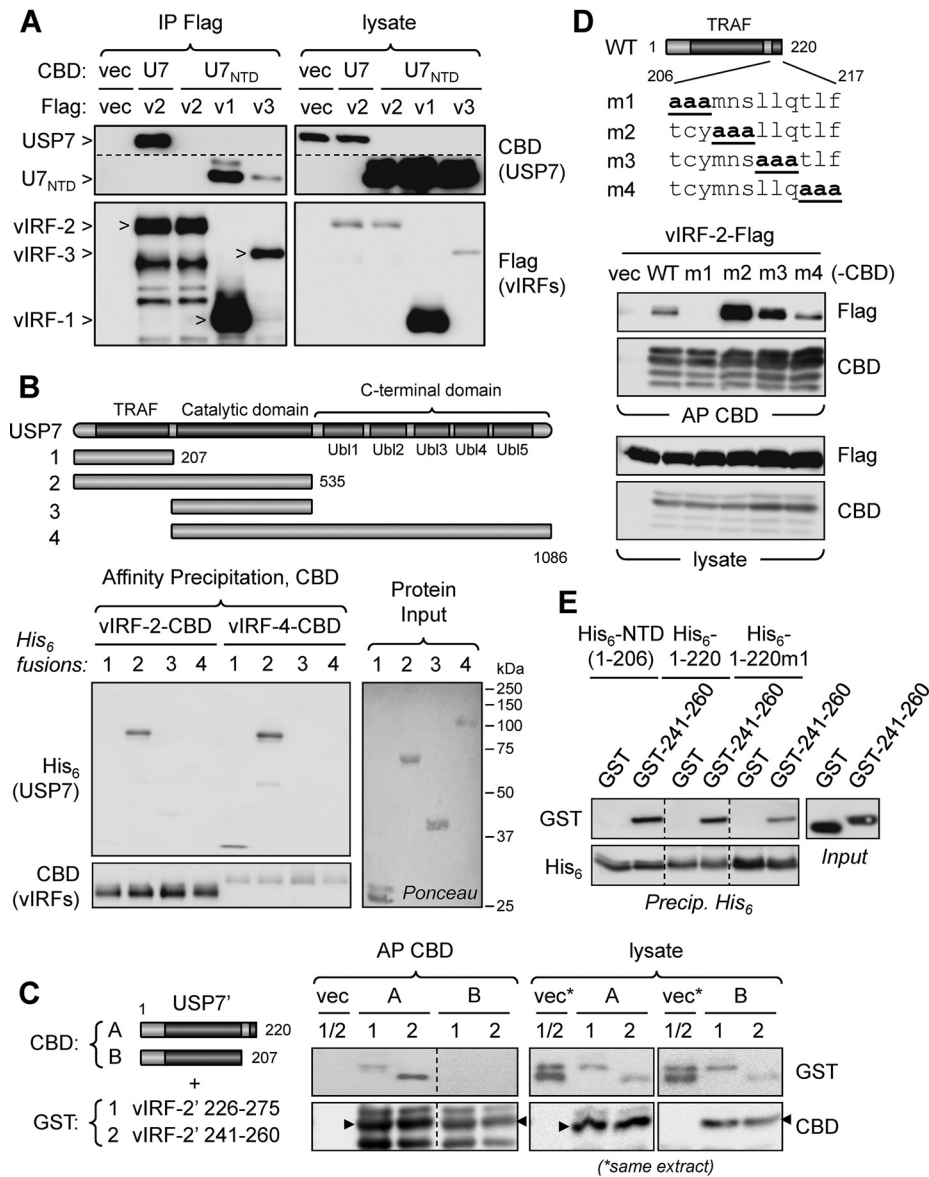 A
IP Flag lysate
CBD: vec U7 U7NTD vec U7 U7NTD
Flag: vec v2 v2 v1 v3 vec v2 v2 v1 v3
USP7 >
U7NTD >
CBD (USP7)
vIRF-2 > >
vIRF-3 > >
vIRF-1 > >
Flag (vIRFs)
B
TRAF Catalytic domain C-terminal domain
USP7
Ubl1 Ubl2 Ubl3 Ubl4 Ubl5
1 207
2 535
3
4
1086
Affinity Precipitation, CBD
vIRF-2-CBD vIRF-4-CBD
Protein Input
His6 fusions: 1 2 3 4 1 2 3 4 1 2 3 4
kDa
250
150
100
75
50
37
25
His6 (USP7)
CBD (vIRFs)
Ponceau
C
USP7'
1
CBD: { A 220
B 207
+
GST: { 1 vIRF-2' 226-275
2 vIRF-2' 241-260
AP CBD lysate
vec A B vec* A vec* B
1/2 1 2 1 2 1/2 1 2 1/2 1 2
GST
CBD
(*same extract)
D
TRAF
WT 1 220
206 217
m1 aaamnsllqtlf
m2 tcyaaallqtlf
m3 tcymnsaaatlf
m4 tcymnsllqaaa
vIRF-2-Flag
vec WT m1 m2 m3 m4 (-CBD)
Flag
CBD
AP CBD
Flag
CBD
lysate
E
His6-NTD (1-206) His6-1-220 His6-1-220m1
GST GST-241-260 GST GST-241-260 GST GST-241-260 GST GST-241-260
GST
His6
Input
Precip. His6